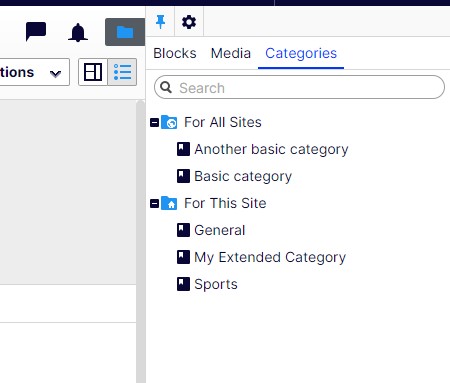 tions
Blocks Media Categories
Search
For All Sites
Another basic category
Basic category
For This Site
General
My Extended Category
Sports